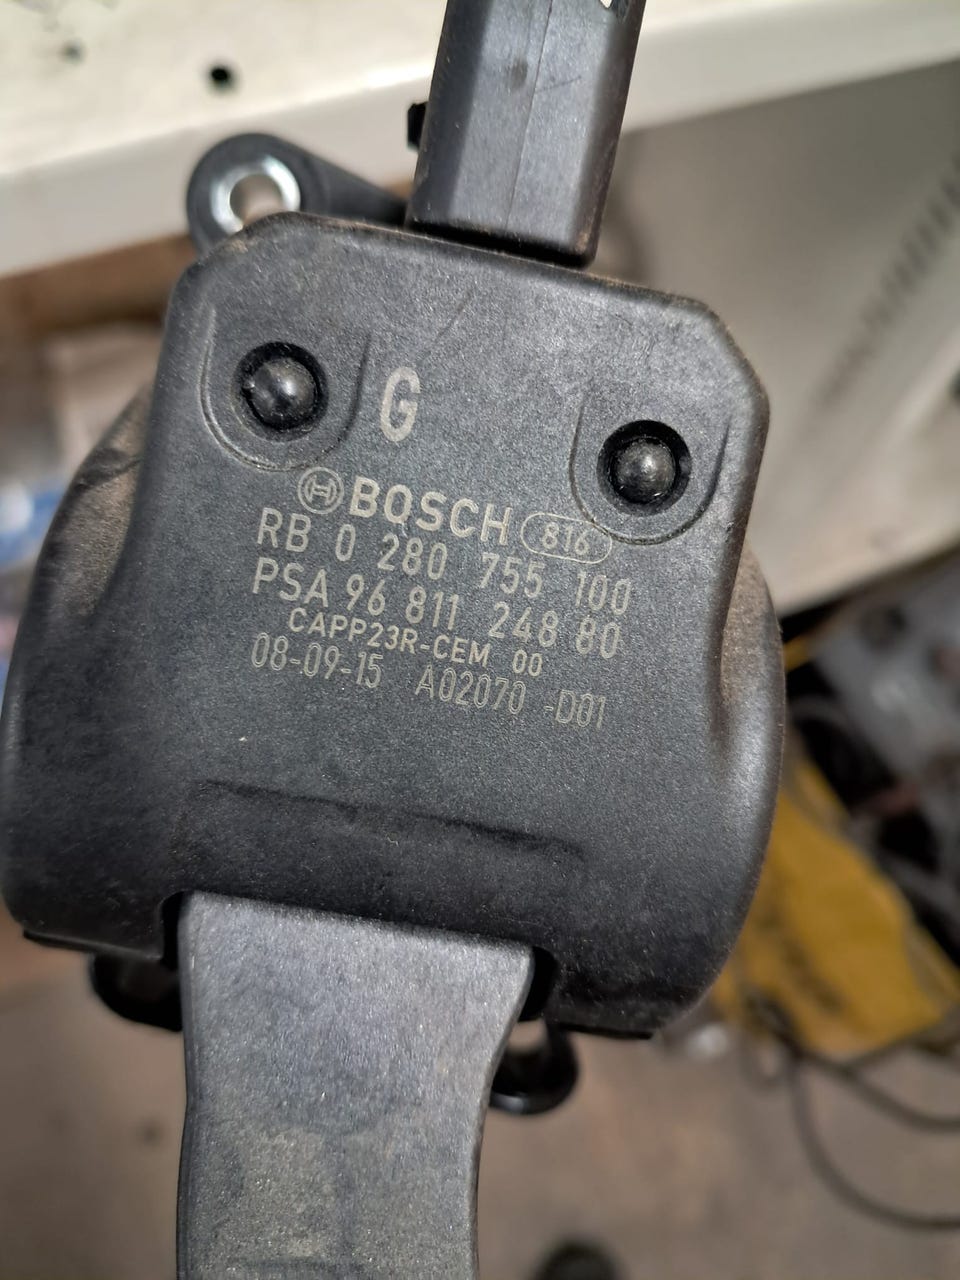 G
BOSCH 816
RB 0 280 755 100
PSA 96 811 248 80
CAPP23R-CEM 00
08-09-15 A02070 -D01